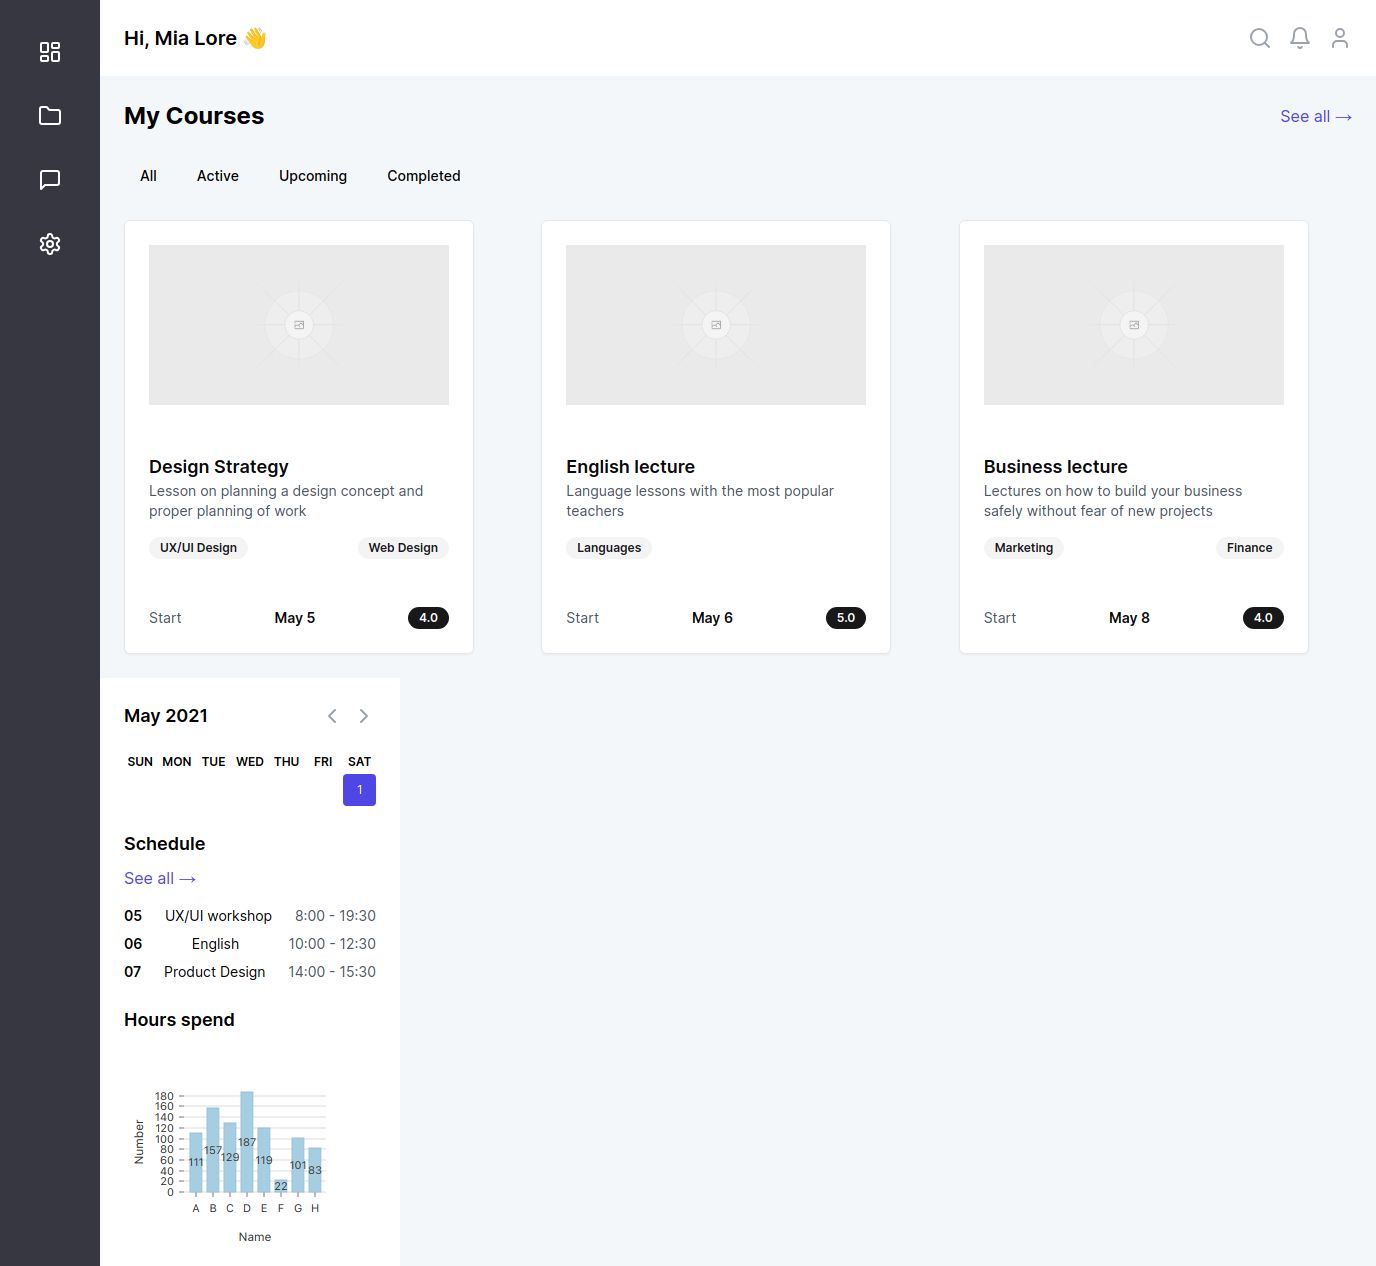 Hi, Mia Lore 👋
My Courses
See all →
All Active Upcoming Completed
Design Strategy
Lesson on planning a design concept and
proper planning of work
UX/UI Design Web Design
Start May 5 4.0
English lecture
Language lessons with the most popular
teachers
Languages
Start May 6 5.0
Business lecture
Lectures on how to build your business
safely without fear of new projects
Marketing Finance
Start May 8 4.0
May 2021
SUN MON TUE WED THU FRI SAT
1
Schedule
See all →
05 UX/UI workshop 8:00 - 19:30
06 English 10:00 - 12:30
07 Product Design 14:00 - 15:30
Hours spend
Number
180
160
140
120
100
80
60
40
20
0
111 157 129 187 119 22 101 83
A B C D E F G H
Name